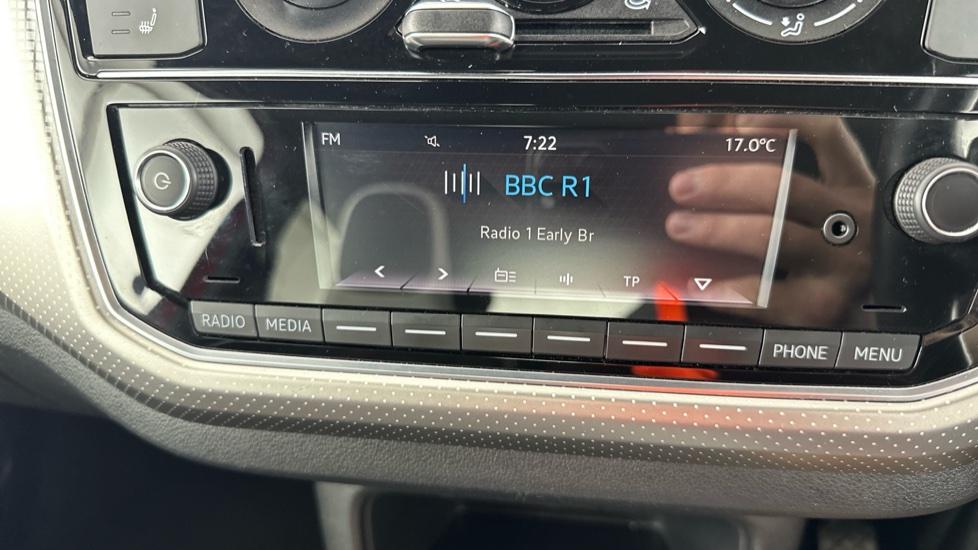 FM 7:22 17.0°C
BBC R1
Radio 1 Early Br
TP
RADIO MEDIA PHONE MENU